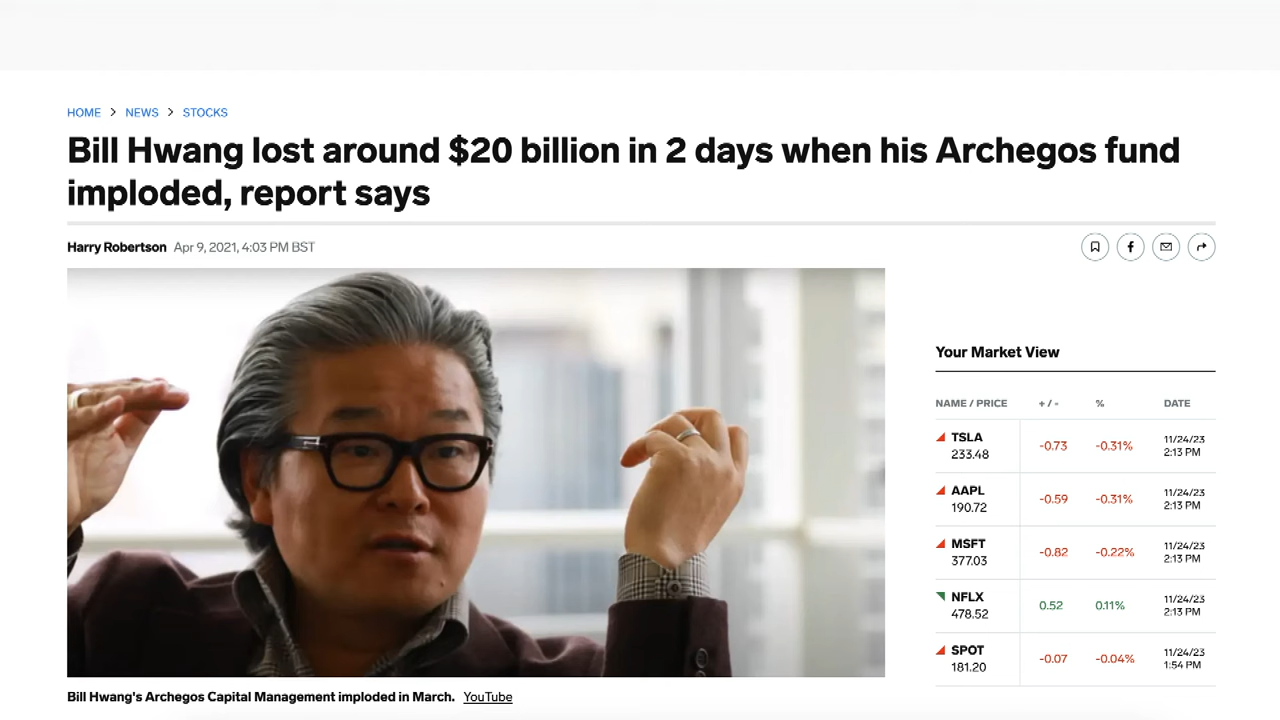 HOME > NEWS > STOCKS
Bill Hwang lost around $20 billion in 2 days when his Archegos fund
imploded, report says
Harry Robertson Apr 9, 2021, 4:03 PM BST
Your Market View
NAME / PRICE + / - % DATE
TSLA
233.48
-0.73 -0.31%
11/24/23
2:13 PM
AAPL
190.72
-0.59 -0.31%
11/24/23
2:13 PM
MSFT
377.03
-0.82 -0.22%
11/24/23
2:13 PM
NFLX
478.52
0.52 0.11%
11/24/23
2:13 PM
SPOT
181.20
-0.07 -0.04%
11/24/23
1:54 PM
Bill Hwang's Archegos Capital Management imploded in March. YouTube